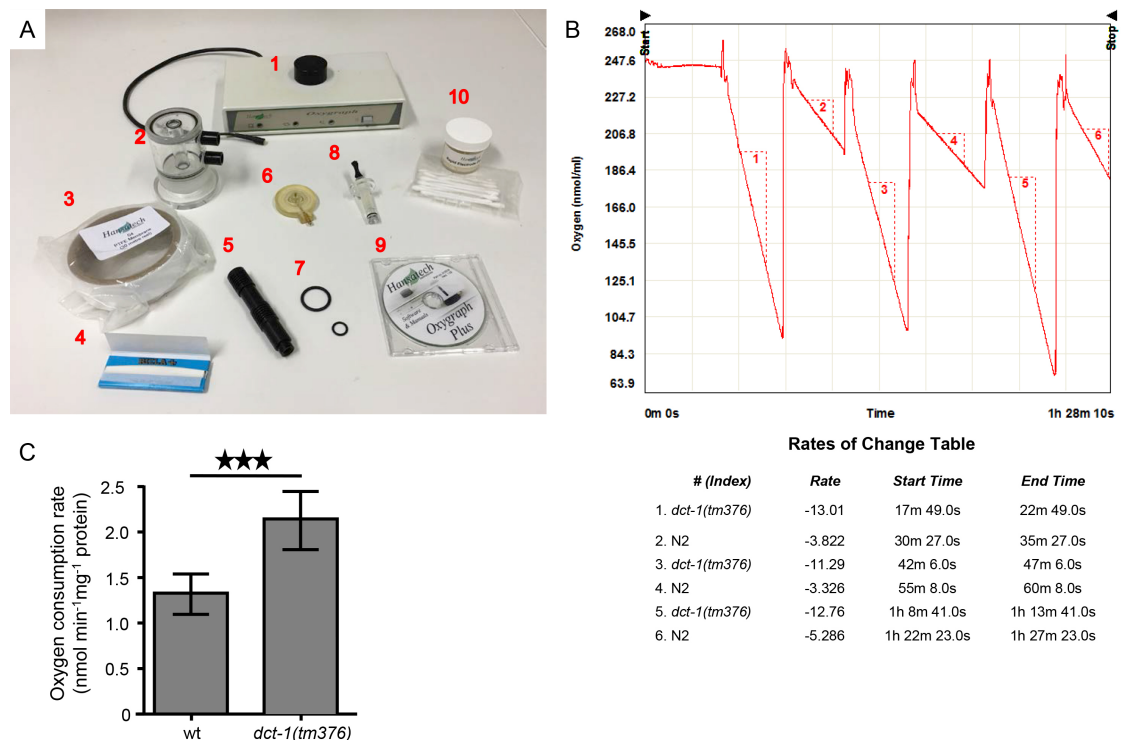 A
1
2
3
4
5
6
7
8
9
10
Oxygraph
Hansatech
S4
PTFE Membrane
Hansatech
Software
& Manuals
Oxygraph
Plus
RIZLA +
B
Start
Stop
268.0
247.6
227.2
206.8
186.4
166.0
145.5
125.1
104.7
84.3
63.9
Oxygen (nmol/ml)
1
2
3
4
5
6
0m 0s Time 1h 28m 10s
Rates of Change Table
# (Index) Rate Start Time End Time
1. dct-1(tm376) -13.01 17m 49.0s 22m 49.0s
2. N2 -3.822 30m 27.0s 35m 27.0s
3. dct-1(tm376) -11.29 42m 6.0s 47m 6.0s
4. N2 -3.326 55m 8.0s 60m 8.0s
5. dct-1(tm376) -12.76 1h 8m 41.0s 1h 13m 41.0s
6. N2 -5.286 1h 22m 23.0s 1h 27m 23.0s
C
★★★
Oxygen consumption rate
(nmol min⁻¹mg⁻¹ protein)
2.5
2.0
1.5
1.0
0.5
0
wt dct-1(tm376)